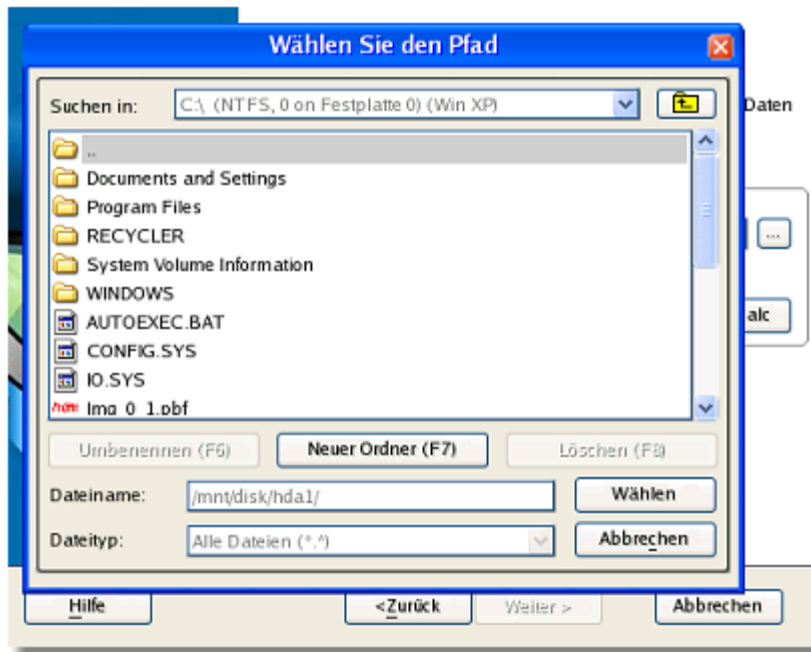 Wählen Sie den Pfad
Suchen in: C:\ (NTFS, 0 on Festplatte 0) (Win XP)
Daten
..
Documents and Settings
Program Files
RECYCLER
System Volume Information
WINDOWS
...
AUTOEXEC.BAT
alc
CONFIG.SYS
IO.SYS
Img_0_1.pbf
Umbenennen (F6) Neuer Ordner (F7) Löschen (F8)
Dateiname: /mnt/disk/hda1/ Wählen
Dateityp: Alle Dateien (*.*) Abbrechen
Hilfe <Zurück Weiter > Abbrechen